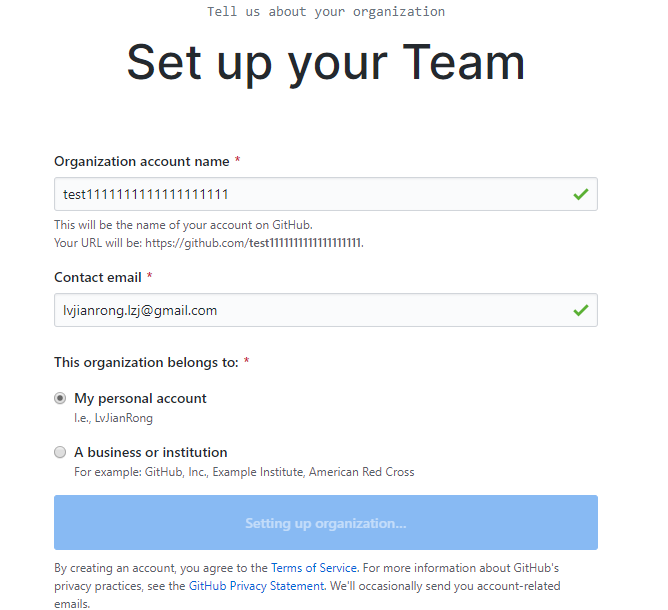 Tell us about your organization
Set up your Team
Organization account name *
test1111111111111111111
This will be the name of your account on GitHub.
Your URL will be: https://github.com/test1111111111111111111.
Contact email *
lvjianrong.lzj@gmail.com
This organization belongs to: *
My personal account
I.e., LvJianRong
A business or institution
For example: GitHub, Inc., Example Institute, American Red Cross
Setting up organization...
By creating an account, you agree to the Terms of Service. For more information about GitHub's
privacy practices, see the GitHub Privacy Statement. We'll occasionally send you account-related
emails.